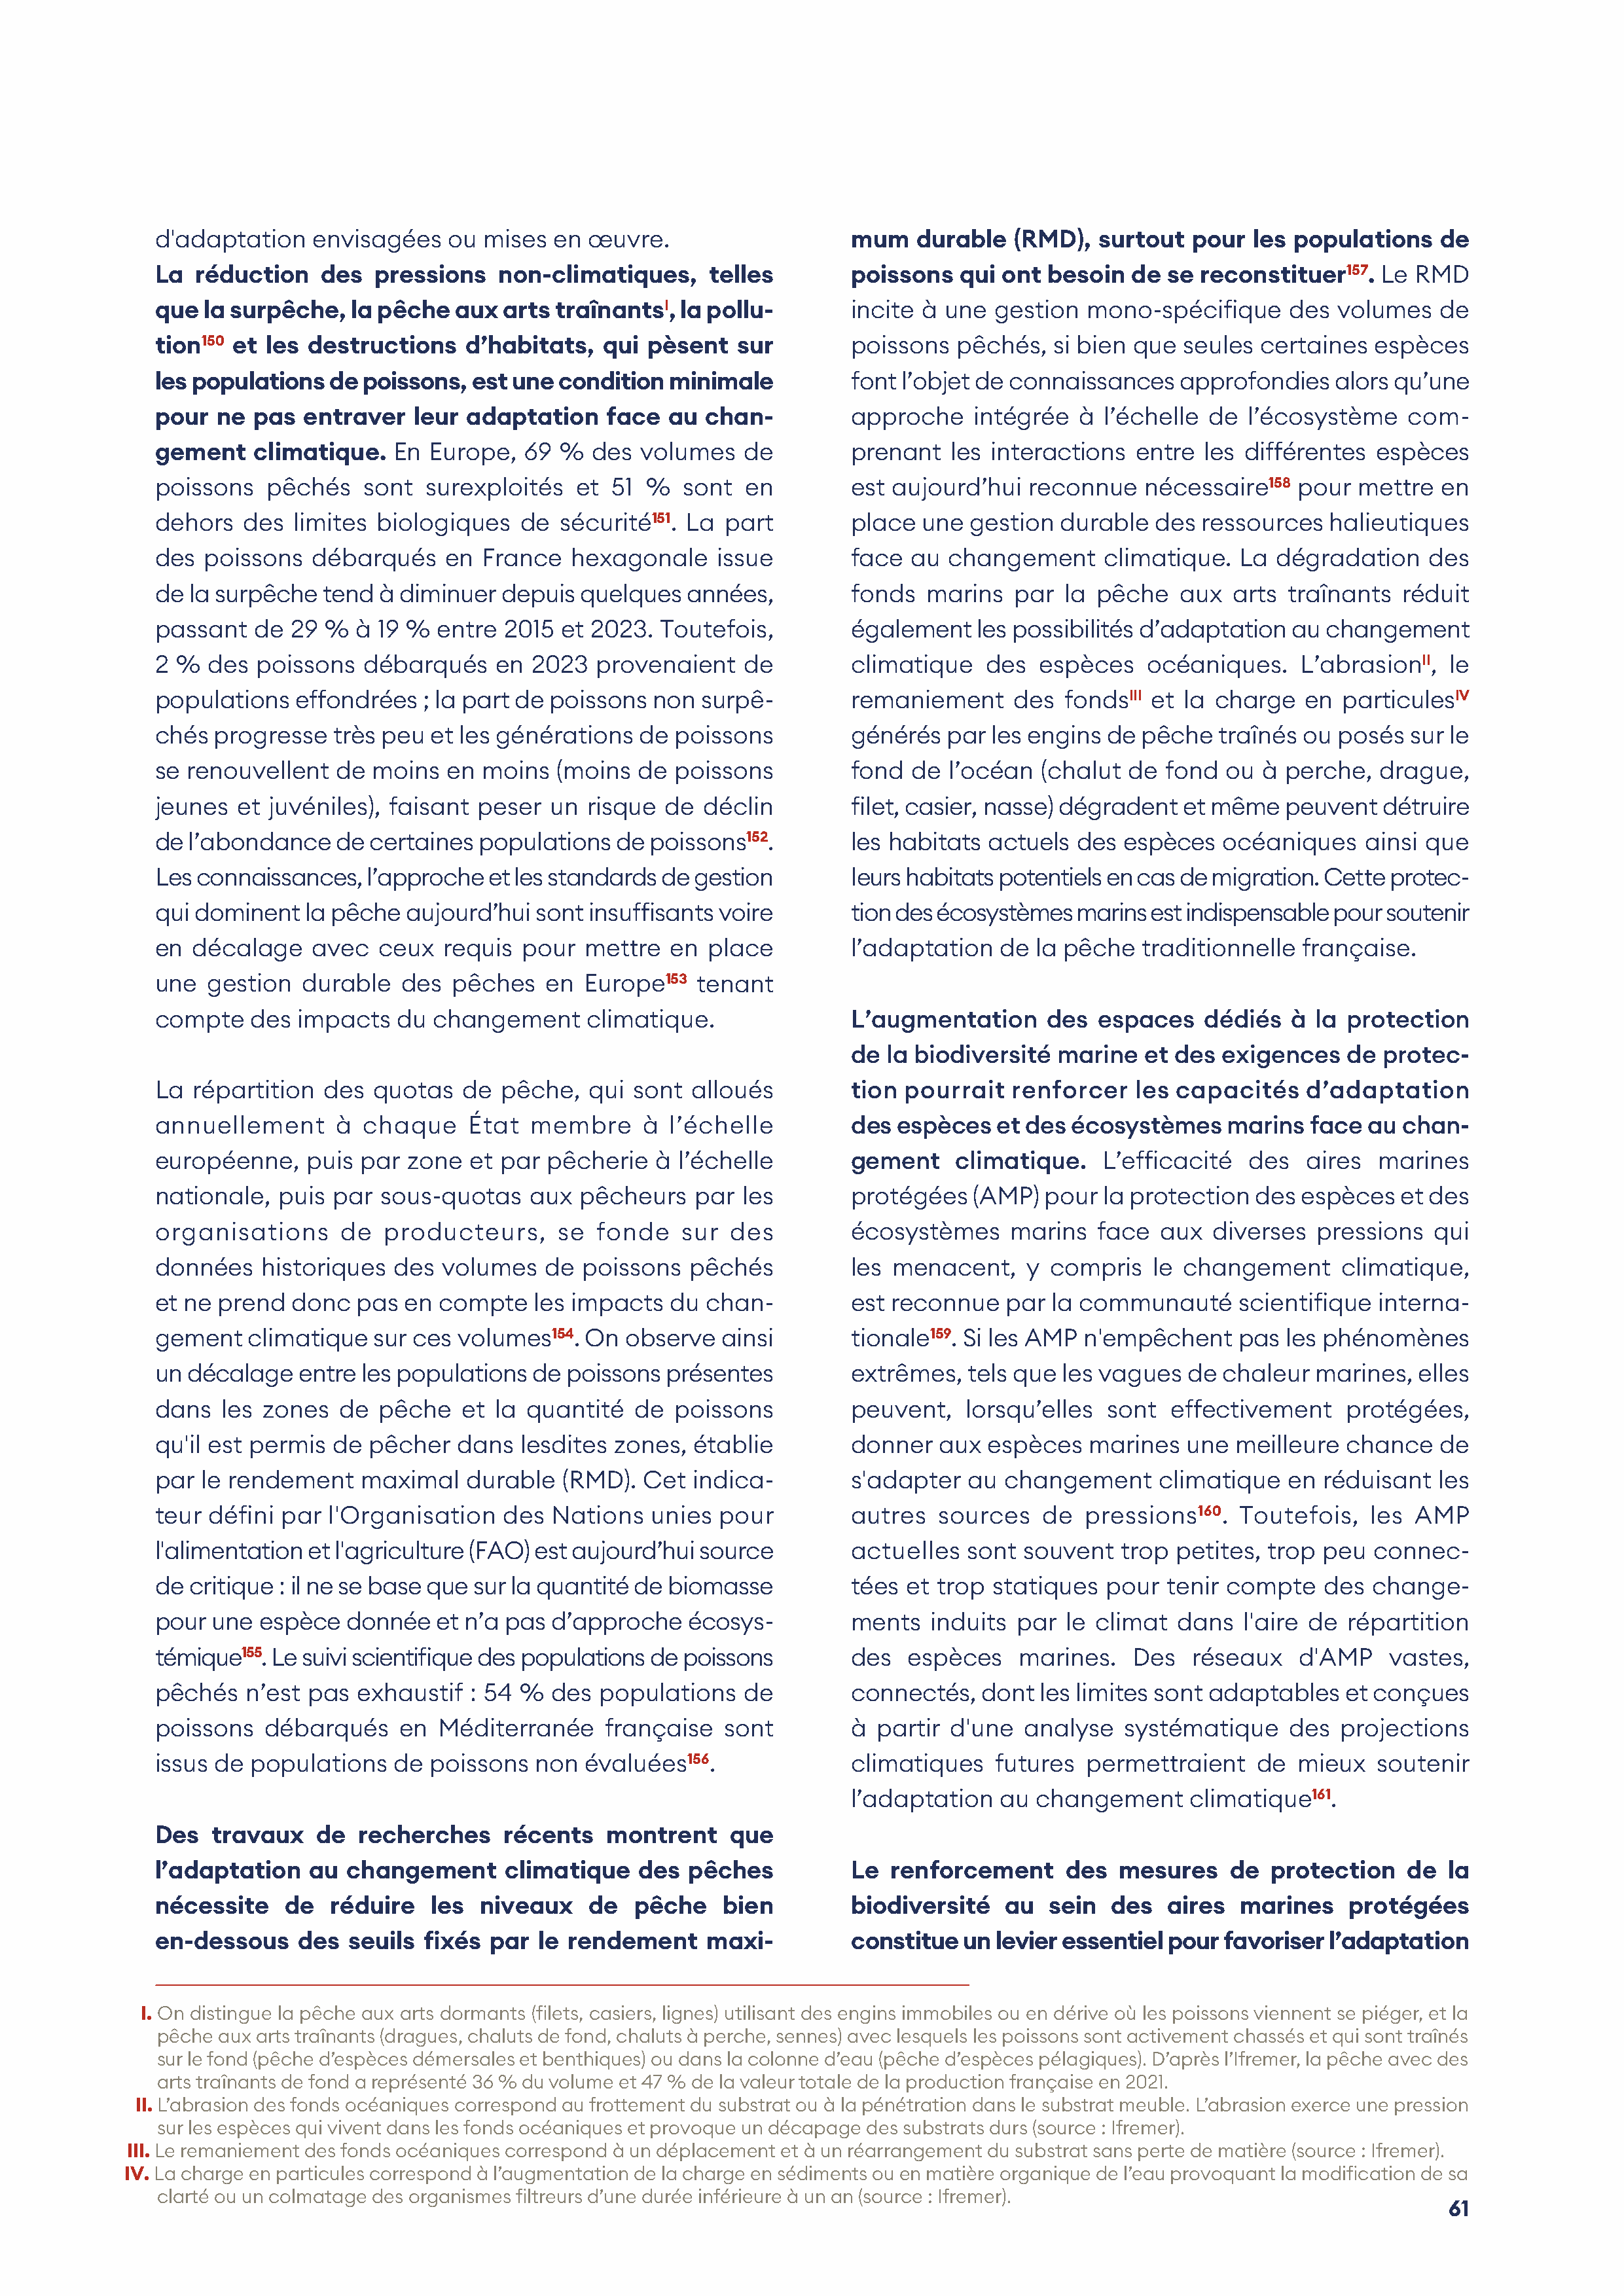 d'adaptation envisagées ou mises en œuvre.
La réduction des pressions non-climatiques, telles
que la surpêche, la pêche aux arts traînantsI, la pollu-
tion150 et les destructions d’habitats, qui pèsent sur
les populations de poissons, est une condition minimale
pour ne pas entraver leur adaptation face au chan-
gement climatique. En Europe, 69 % des volumes de
poissons pêchés sont surexploités et 51 % sont en
dehors des limites biologiques de sécurité151. La part
des poissons débarqués en France hexagonale issue
de la surpêche tend à diminuer depuis quelques années,
passant de 29 % à 19 % entre 2015 et 2023. Toutefois,
2 % des poissons débarqués en 2023 provenaient de
populations effondrées ; la part de poissons non surpê-
chés progresse très peu et les générations de poissons
se renouvellent de moins en moins (moins de poissons
jeunes et juvéniles), faisant peser un risque de déclin
de l’abondance de certaines populations de poissons152.
Les connaissances, l’approche et les standards de gestion
qui dominent la pêche aujourd’hui sont insuffisants voire
en décalage avec ceux requis pour mettre en place
une gestion durable des pêches en Europe153 tenant
compte des impacts du changement climatique.
La répartition des quotas de pêche, qui sont alloués
annuellement à chaque État membre à l’échelle
européenne, puis par zone et par pêcherie à l’échelle
nationale, puis par sous-quotas aux pêcheurs par les
organisations de producteurs, se fonde sur des
données historiques des volumes de poissons pêchés
et ne prend donc pas en compte les impacts du chan-
gement climatique sur ces volumes154. On observe ainsi
un décalage entre les populations de poissons présentes
dans les zones de pêche et la quantité de poissons
qu'il est permis de pêcher dans lesdites zones, établie
par le rendement maximal durable (RMD). Cet indica-
teur défini par l'Organisation des Nations unies pour
l'alimentation et l'agriculture (FAO) est aujourd’hui source
de critique : il ne se base que sur la quantité de biomasse
pour une espèce donnée et n’a pas d’approche écosys-
témique155. Le suivi scientifique des populations de poissons
pêchés n’est pas exhaustif : 54 % des populations de
poissons débarqués en Méditerranée française sont
issus de populations de poissons non évaluées156.
Des travaux de recherches récents montrent que
l’adaptation au changement climatique des pêches
nécessite de réduire les niveaux de pêche bien
en-dessous des seuils fixés par le rendement maxi-
mum durable (RMD), surtout pour les populations de
poissons qui ont besoin de se reconstituer157. Le RMD
incite à une gestion mono-spécifique des volumes de
poissons pêchés, si bien que seules certaines espèces
font l’objet de connaissances approfondies alors qu’une
approche intégrée à l’échelle de l’écosystème com-
prenant les interactions entre les différentes espèces
est aujourd’hui reconnue nécessaire158 pour mettre en
place une gestion durable des ressources halieutiques
face au changement climatique. La dégradation des
fonds marins par la pêche aux arts traînants réduit
également les possibilités d’adaptation au changement
climatique des espèces océaniques. L’abrasionII, le
remaniement des fondsIII et la charge en particulesIV
générés par les engins de pêche traînés ou posés sur le
fond de l’océan (chalut de fond ou à perche, drague,
filet, casier, nasse) dégradent et même peuvent détruire
les habitats actuels des espèces océaniques ainsi que
leurs habitats potentiels en cas de migration. Cette protec-
tion des écosystèmes marins est indispensable pour soutenir
l’adaptation de la pêche traditionnelle française.
L’augmentation des espaces dédiés à la protection
de la biodiversité marine et des exigences de protec-
tion pourrait renforcer les capacités d’adaptation
des espèces et des écosystèmes marins face au chan-
gement climatique. L’efficacité des aires marines
protégées (AMP) pour la protection des espèces et des
écosystèmes marins face aux diverses pressions qui
les menacent, y compris le changement climatique,
est reconnue par la communauté scientifique interna-
tionale159. Si les AMP n'empêchent pas les phénomènes
extrêmes, tels que les vagues de chaleur marines, elles
peuvent, lorsqu’elles sont effectivement protégées,
donner aux espèces marines une meilleure chance de
s'adapter au changement climatique en réduisant les
autres sources de pressions160. Toutefois, les AMP
actuelles sont souvent trop petites, trop peu connec-
tées et trop statiques pour tenir compte des change-
ments induits par le climat dans l'aire de répartition
des espèces marines. Des réseaux d'AMP vastes,
connectés, dont les limites sont adaptables et conçues
à partir d'une analyse systématique des projections
climatiques futures permettraient de mieux soutenir
l’adaptation au changement climatique161.
Le renforcement des mesures de protection de la
biodiversité au sein des aires marines protégées
constitue un levier essentiel pour favoriser l’adaptation
I. On distingue la pêche aux arts dormants (filets, casiers, lignes) utilisant des engins immobiles ou en dérive où les poissons viennent se piéger, et la
pêche aux arts traînants (dragues, chaluts de fond, chaluts à perche, sennes) avec lesquels les poissons sont activement chassés et qui sont traînés
sur le fond (pêche d’espèces démersales et benthiques) ou dans la colonne d’eau (pêche d’espèces pélagiques). D’après l’Ifremer, la pêche avec des
arts traînants de fond a représenté 36 % du volume et 47 % de la valeur totale de la production française en 2021.
II. L’abrasion des fonds océaniques correspond au frottement du substrat ou à la pénétration dans le substrat meuble. L’abrasion exerce une pression
sur les espèces qui vivent dans les fonds océaniques et provoque un décapage des substrats durs (source : Ifremer).
III. Le remaniement des fonds océaniques correspond à un déplacement et à un réarrangement du substrat sans perte de matière (source : Ifremer).
IV. La charge en particules correspond à l’augmentation de la charge en sédiments ou en matière organique de l’eau provoquant la modification de sa
clarté ou un colmatage des organismes filtreurs d’une durée inférieure à un an (source : Ifremer).
61